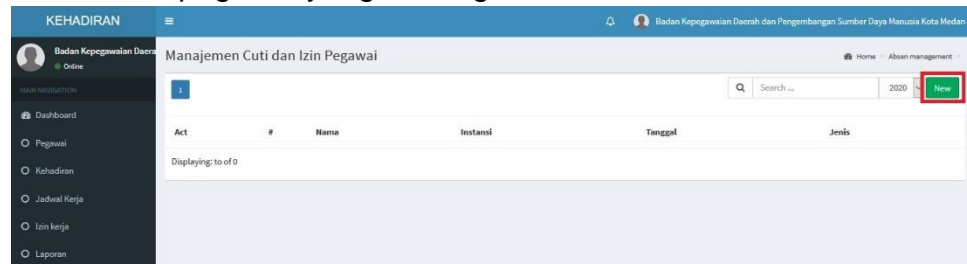 KEHADIRAN
Badan Kepegawaian Daerah dan Pengembangan Sumber Daya Manusia Kota Medan
Badan Kepegawaian Daera
Online
Manajemen Cuti dan Izin Pegawai
Home
Absen management
MAIN NAVIGATION
1
Search ...
2020
New
Dashboard
Pegawai
Kehadiran
Jadwal Kerja
Izin kerja
Laporan
Act # Nama Instansi Tanggal Jenis
Displaying: to of 0